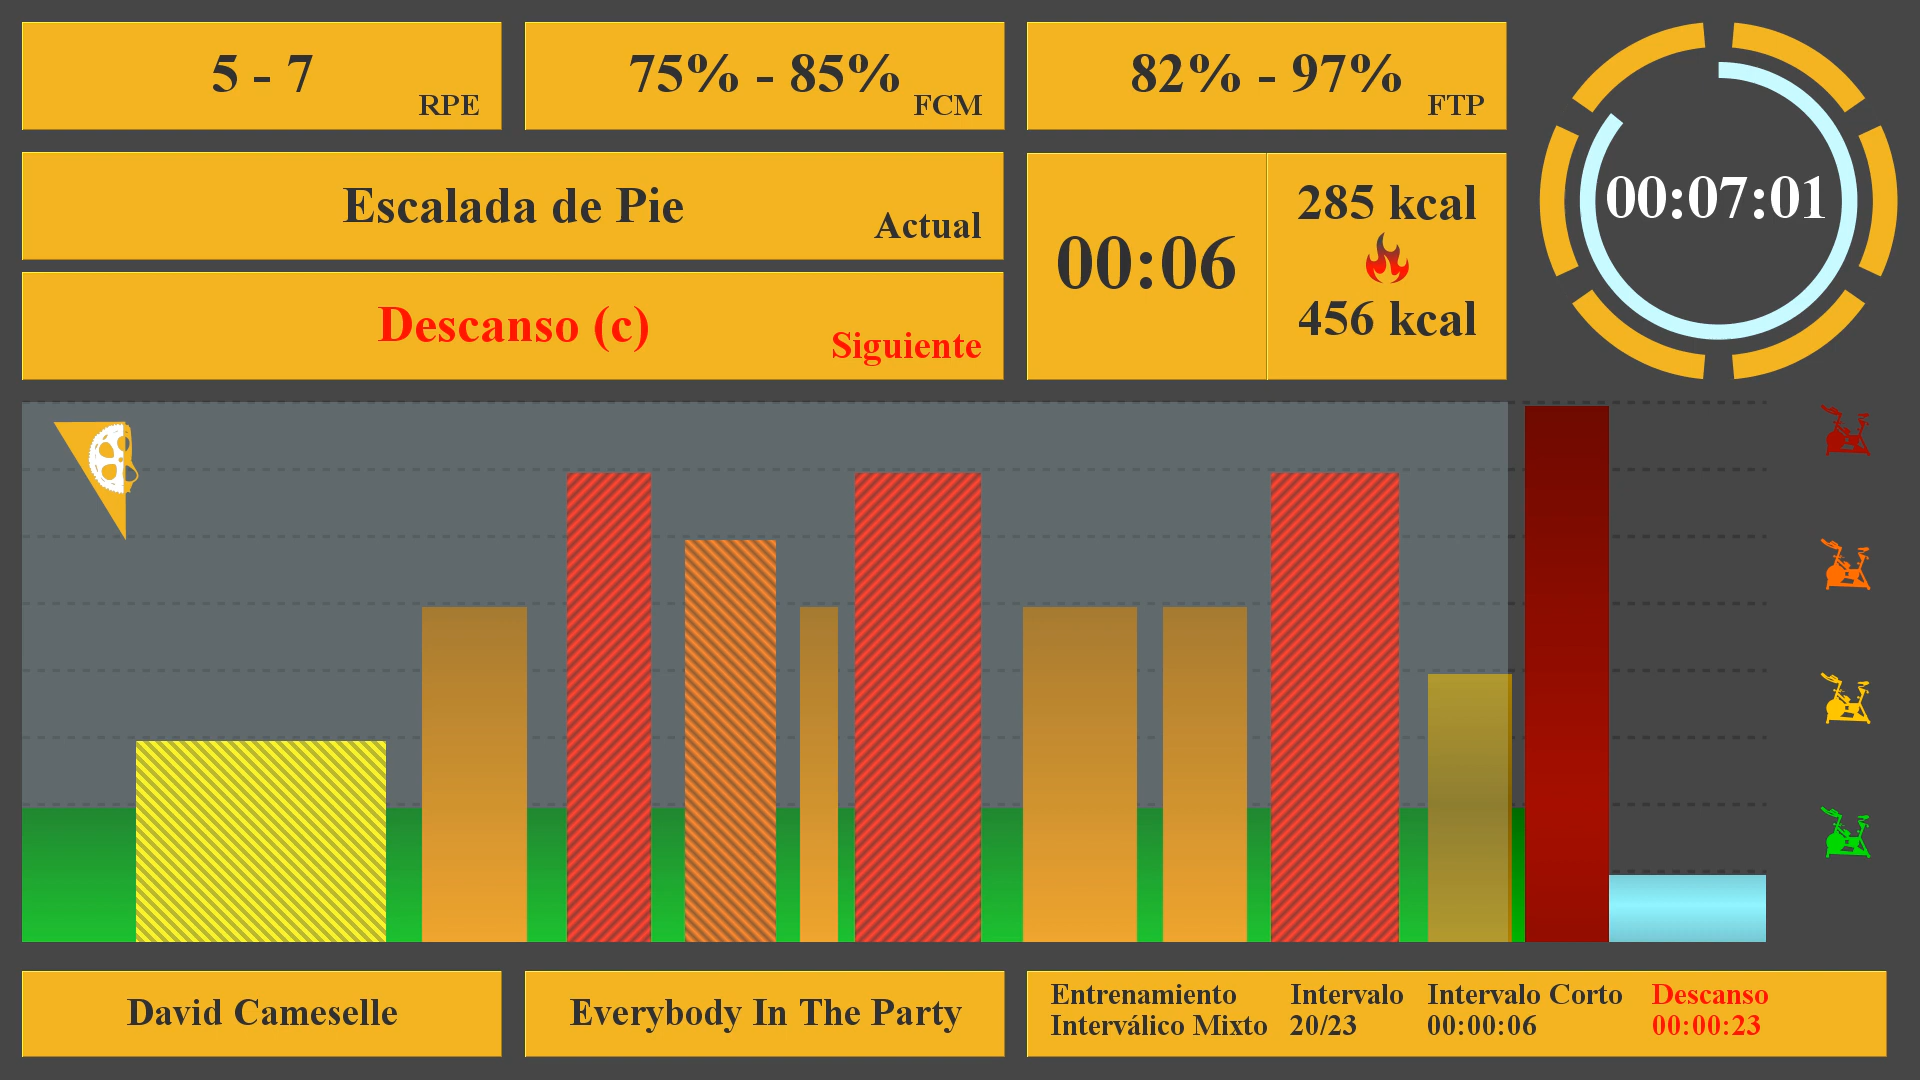 5 - 7
RPE
75% - 85%
FCM
82% - 97%
FTP
00:07:01
Escalada de Pie
Actual
Descanso (c)
Siguiente
00:06
285 kcal
456 kcal
David Cameselle
Everybody In The Party
Entrenamiento
Interválico Mixto
Intervalo
20/23
Intervalo Corto
00:00:06
Descanso
00:00:23